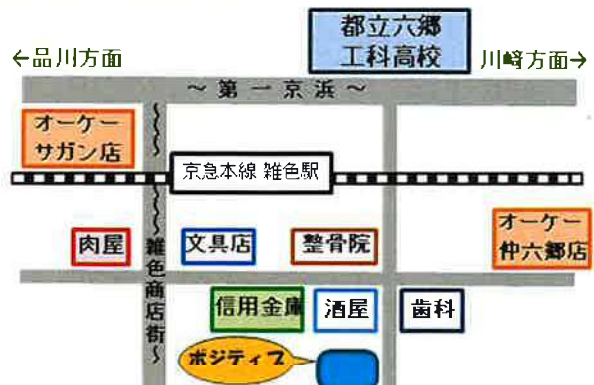 都立六郷
工科高校
←品川方面
川崎方面→
～第一京浜～
オーケー
サガン店
京急本線 雑色駅
オーケー
仲六郷店
肉屋
文具店
整骨院
～雑色商店街～
信用金庫
酒屋
歯科
ポジティブ